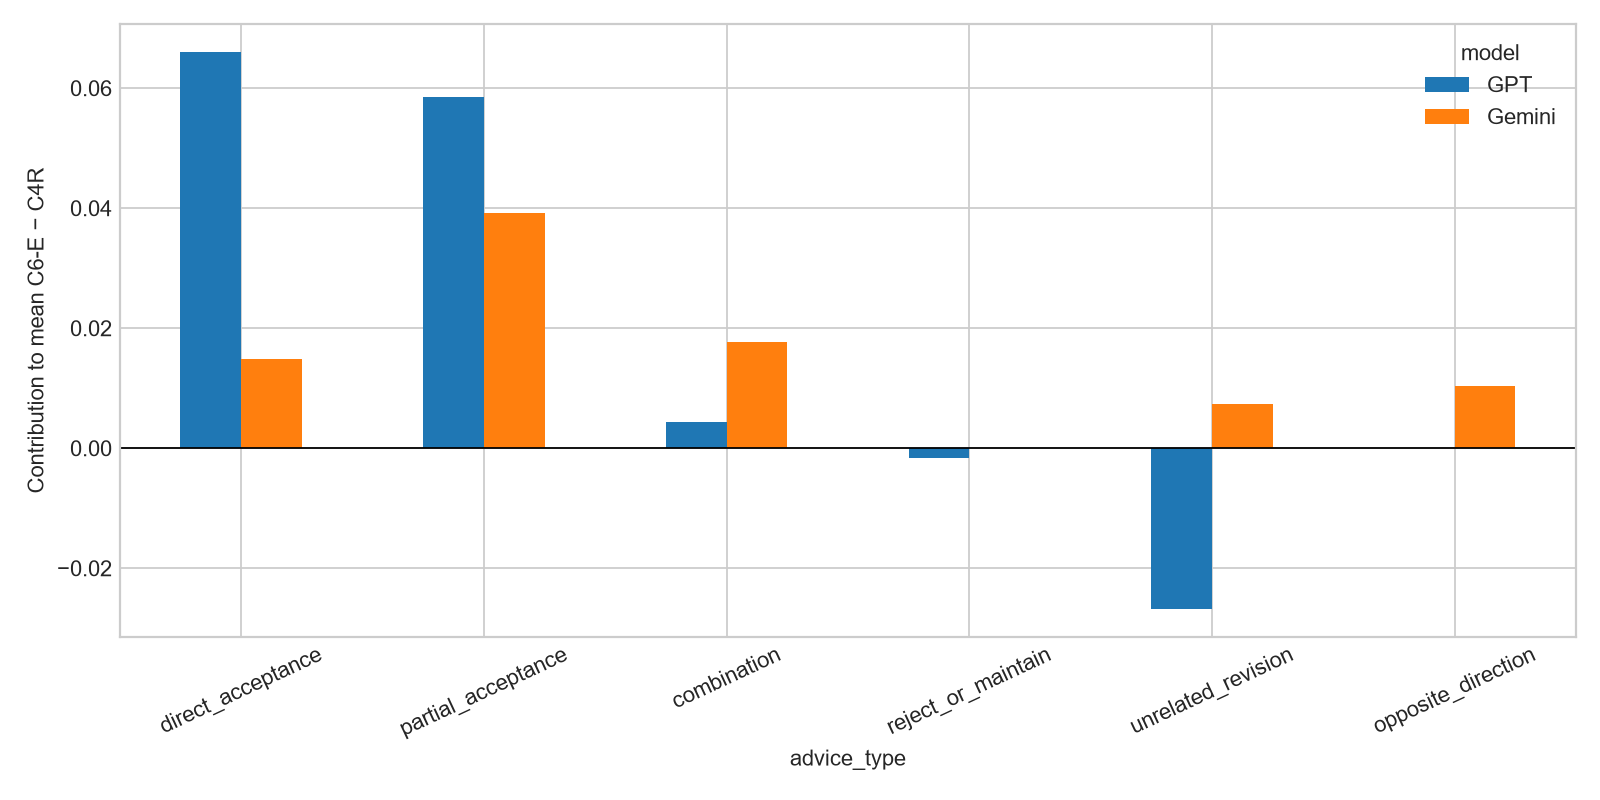 model
GPT
Gemini
0.06
0.04
0.02
0.00
−0.02
Contribution to mean C6-E − C4R
direct_acceptance
partial_acceptance
combination
reject_or_maintain
unrelated_revision
opposite_direction
advice_type